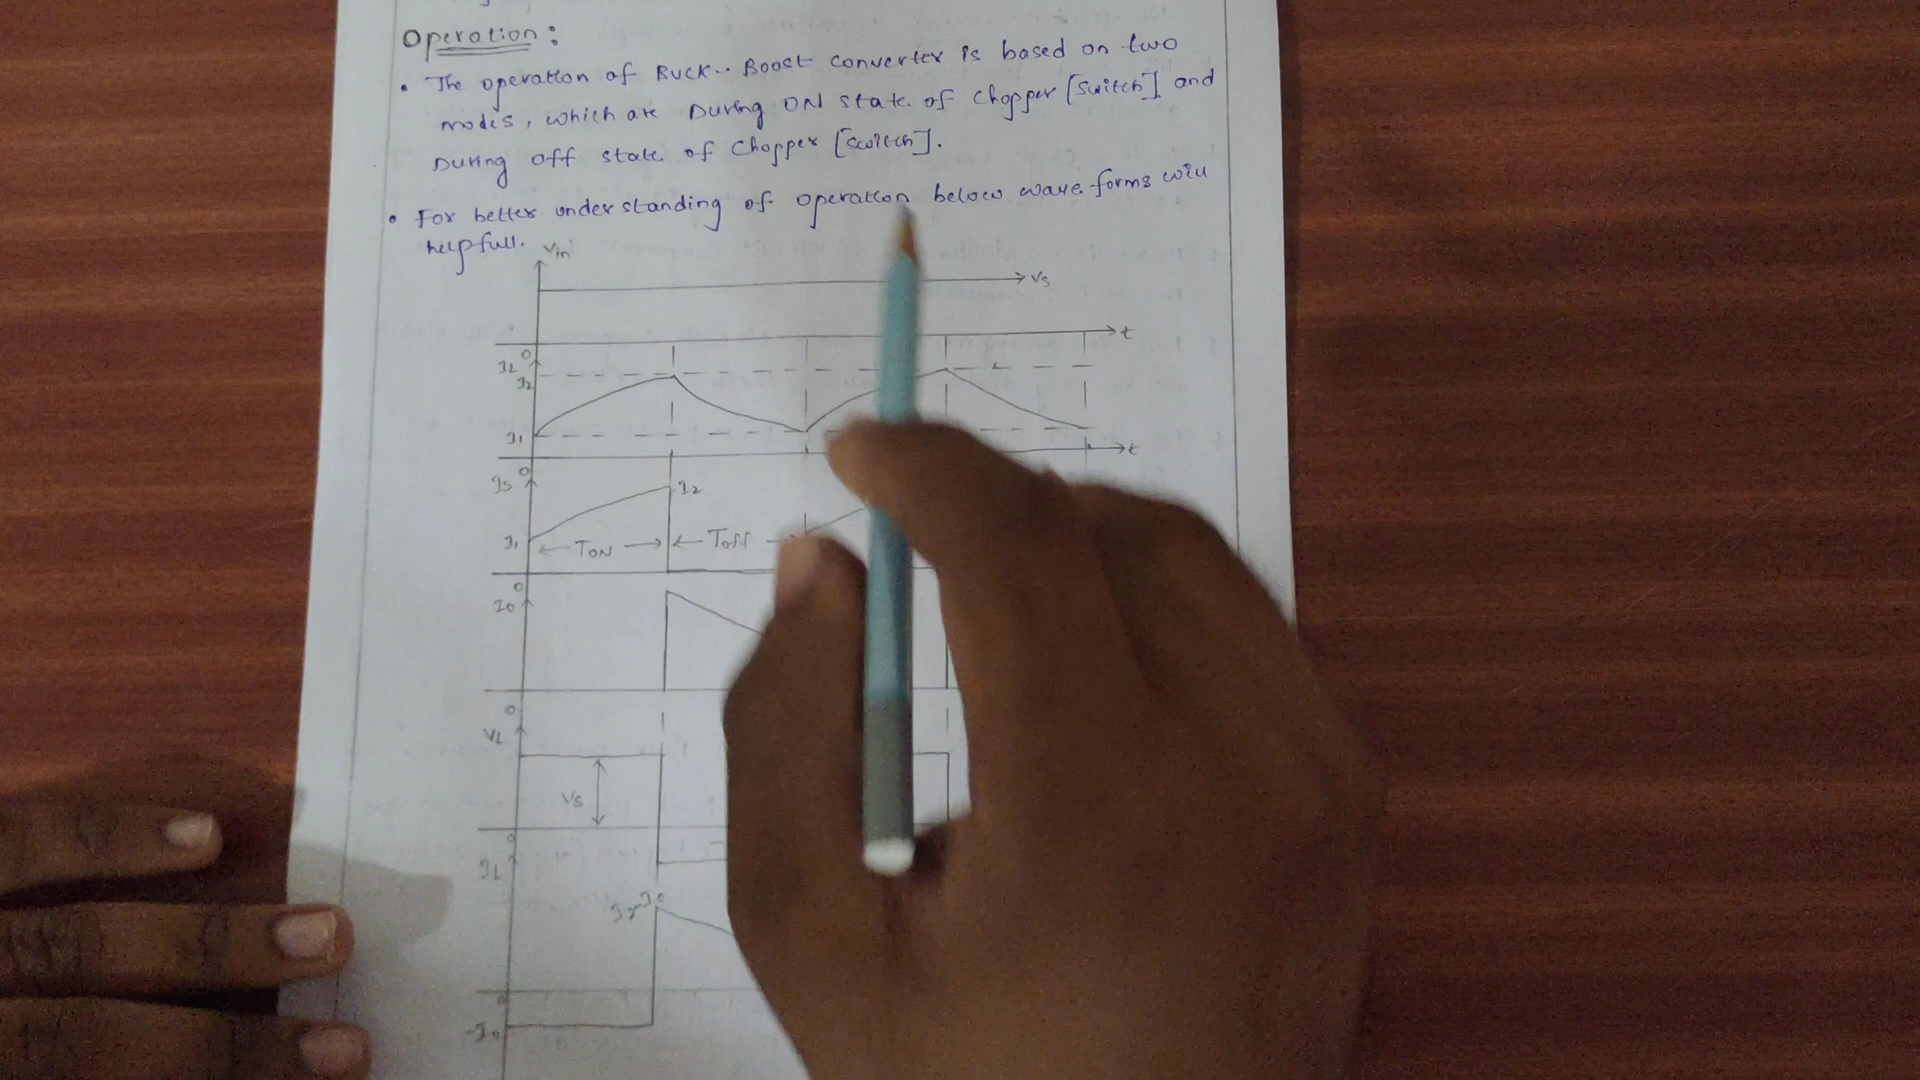 Operation:
• The operation of Buck-Boost converter is based on two
modes, which are During ON state of chopper [switch] and
During off state of chopper [switch].
• For better understanding of operation below wave forms will
helpfull.
Vin
Vs
t
0
IL
I2
I1
t
0
Is
I2
I1
TON
Toff
0
Io
0
VL
Vs
0
I2-Io
0
-Io